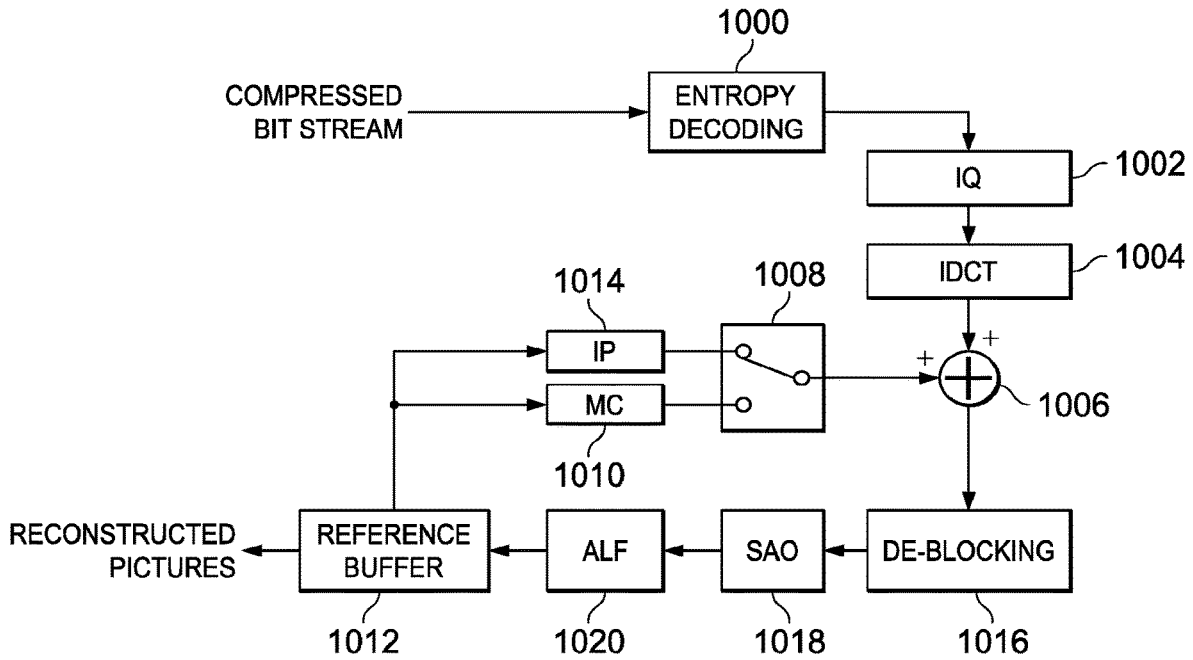 1000
COMPRESSED
BIT STREAM
ENTROPY
DECODING
IQ
1002
IDCT
1004
1014
1008
IP
+
+
MC
1006
1010
RECONSTRUCTED
PICTURES
REFERENCE
BUFFER
ALF
SAO
DE-BLOCKING
1012
1020
1018
1016